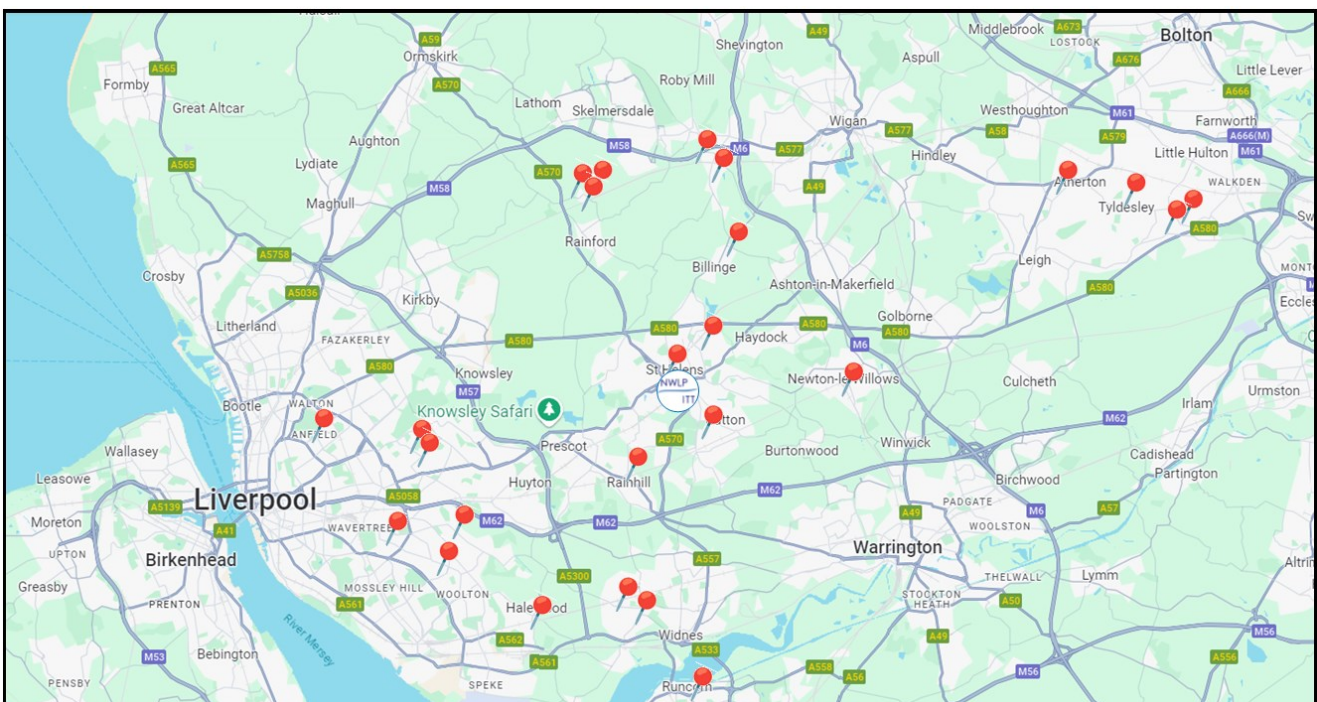 A59
Ormskirk
A570
Formby
A565
Great Altcar
Lathom
Skelmersdale
Roby Mill
Shevington
A49
Aspull
Middlebrook
A673
LOSTOCK
Bolton
A676
Little Lever
A666
Westhoughton
M61
Farnworth
A666(M)
M61
A579
A58
Wigan
A577
A577
M6
M58
Hindley
Little Hulton
WALKDEN
Aughton
A565
Lydiate
M58
Maghull
A570
A49
Atherton
Tyldesley
A580
Rainford
Billinge
Leigh
A5758
Crosby
A5036
Kirkby
Ashton-in-Makerfield
A580
Golborne
Litherland
FAZAKERLEY
A580
A580
A580
A580
Haydock
M6
A580
Knowsley
M57
St Helens
NWLP
ITT
Newton-le-Willows
Culcheth
Urmston
Irlam
Bootle
WALTON
ANFIELD
Knowsley Safari
Prescot
A570
M62
Wallasey
Burtonwood
Winwick
Cadishead
Partington
Leasowe
Huyton
Rainhill
Birchwood
Liverpool
A5058
M62
A5139
Moreton
A41
WAVERTREE
M62
M62
A49
PADGATE
WOOLSTON
M6
A57
UPTON
Birkenhead
A557
Warrington
Greasby
MOSSLEY HILL
WOOLTON
A5300
THELWALL
Lymm
PRENTON
A561
Halewood
STOCKTON
HEATH
A50
River Mersey
A562
Widnes
A49
M56
Bebington
M53
A561
A533
A558
A56
M56
A556
PENSBY
SPEKE
Runcorn